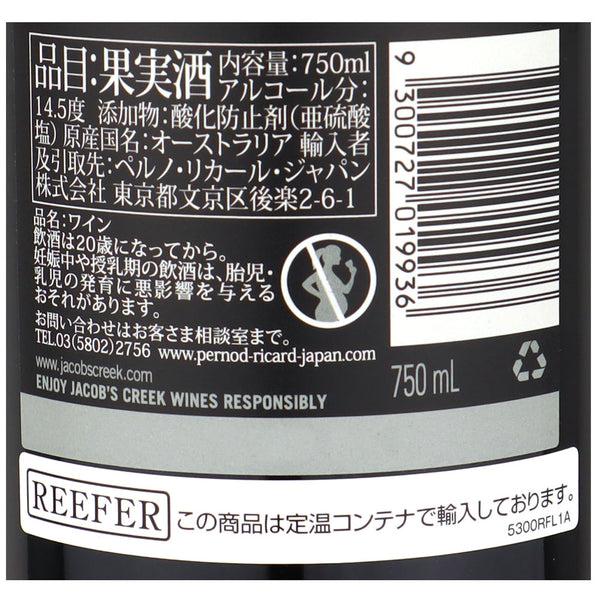 品目:果実酒 内容量:750ml
アルコール分:
14.5度 添加物:酸化防止剤(亜硫酸
塩) 原産国名:オーストラリア 輸入者
及引取先:ペルノ・リカール・ジャパン
株式会社 東京都文京区後楽2-6-1
品名:ワイン
飲酒は20歳になってから。
妊娠中や授乳期の飲酒は、胎児・
乳児の発育に悪影響を与える
おそれがあります。
お問い合わせはお客さま相談室まで。
TEL.03(5802)2756 www.pernod-ricard-japan.com
www.jacobscreek.com
ENJOY JACOB'S CREEK WINES RESPONSIBLY
750 mL
9 300727 019936
REEFER この商品は定温コンテナで輸入しております。
5300RFL1A